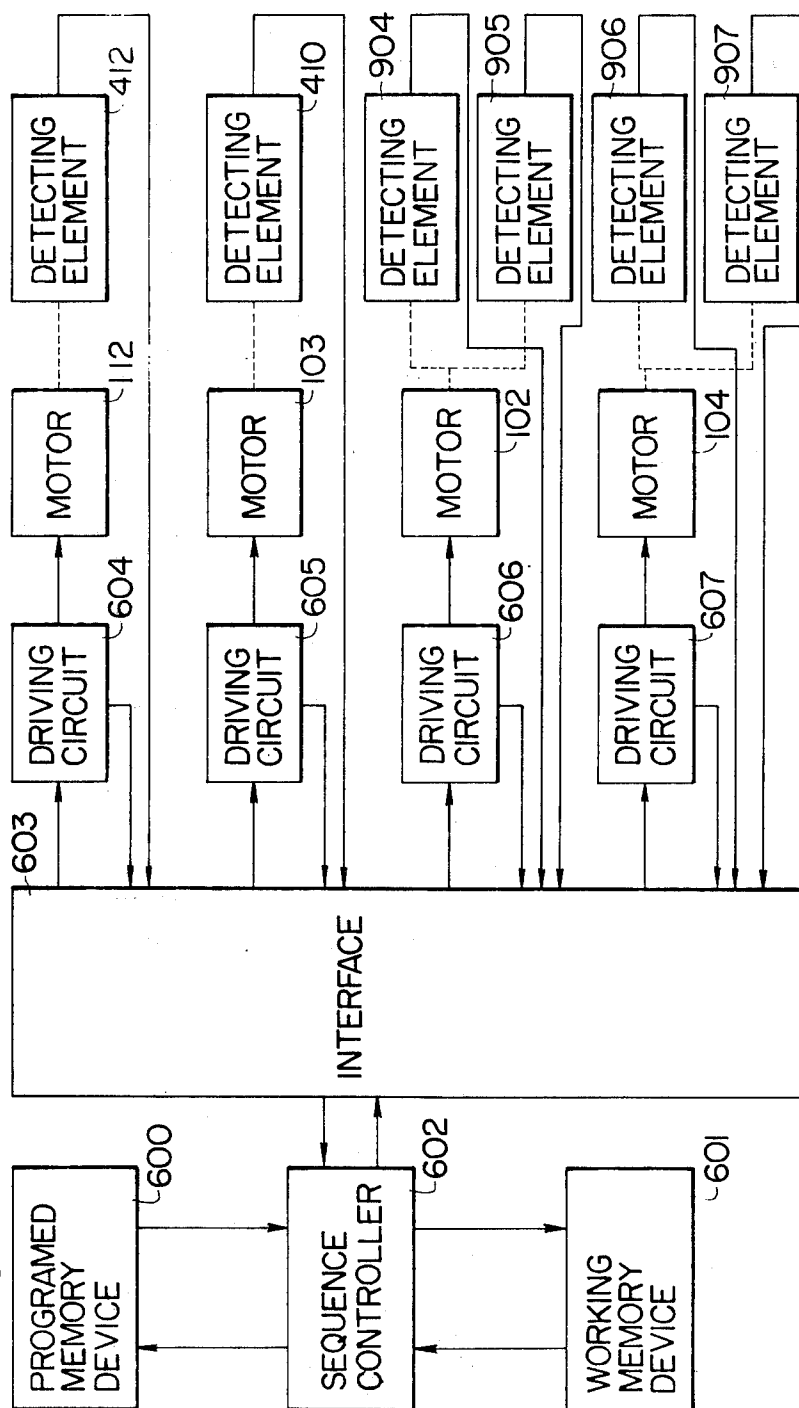 PROGRAMED
MEMORY
DEVICE
600
SEQUENCE
CONTROLLER
602
WORKING
MEMORY
DEVICE
601
INTERFACE
603
DRIVING
CIRCUIT
604
MOTOR
112
DETECTING
ELEMENT
412
DRIVING
CIRCUIT
605
MOTOR
103
DETECTING
ELEMENT
410
DRIVING
CIRCUIT
606
MOTOR
102
DETECTING
ELEMENT
904
DETECTING
ELEMENT
905
DRIVING
CIRCUIT
607
MOTOR
104
DETECTING
ELEMENT
906
DETECTING
ELEMENT
907